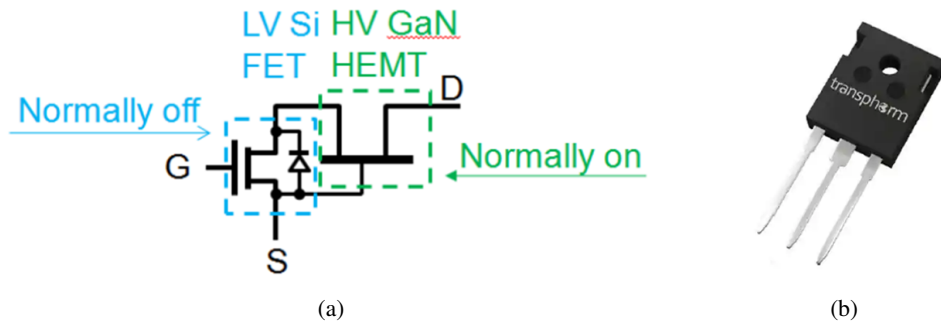 LV Si HV GaN
FET HEMT
D
Normally off
G
Normally on
S
transphorm
(a)
(b)